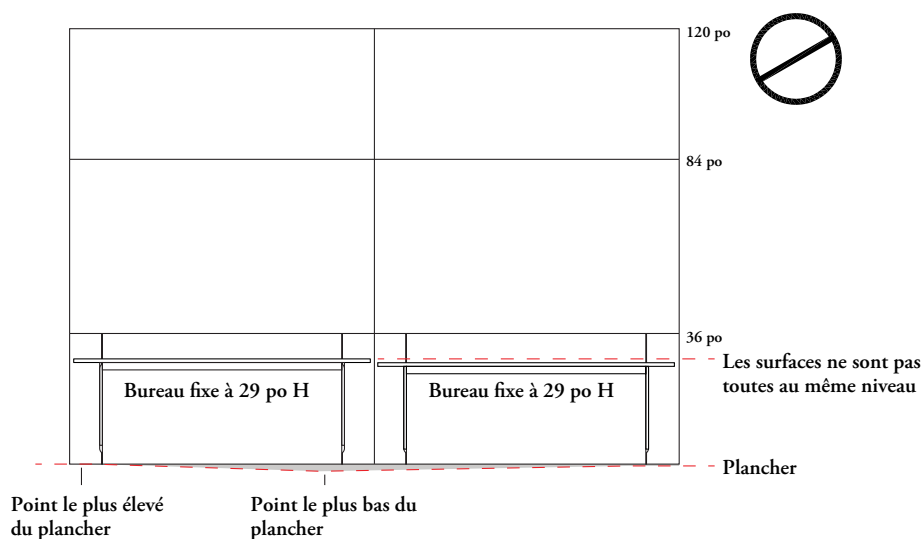 120 po
84 po
36 po
Les surfaces ne sont pas
toutes au même niveau
Bureau fixe à 29 po H
Bureau fixe à 29 po H
Plancher
Point le plus élevé
du plancher
Point le plus bas du
plancher